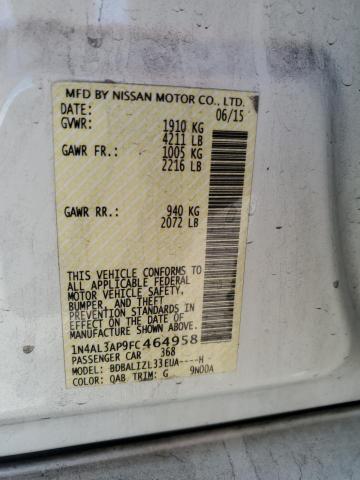 MFD BY NISSAN MOTOR CO., LTD.
DATE: 06/15
GVWR: 1910 KG
4211 LB
GAWR FR.: 1005 KG
2216 LB
GAWR RR.: 940 KG
2072 LB
THIS VEHICLE CONFORMS TO
ALL APPLICABLE FEDERAL
MOTOR VEHICLE SAFETY,
BUMPER, AND THEFT
PREVENTION STANDARDS IN
EFFECT ON THE DATE OF
MANUFACTURE SHOWN ABOVE.
1N4AL3AP9FC464958
PASSENGER CAR 368
MODEL: BDBALIZL33EUA----H
COLOR: QAB TRIM: G 9N00A